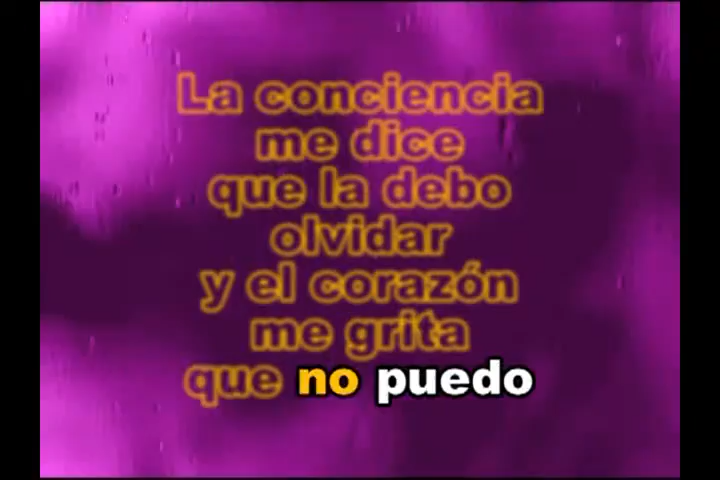 La conciencia
me dice
que la debo
olvidar
y el corazón
me grita
que no puedo